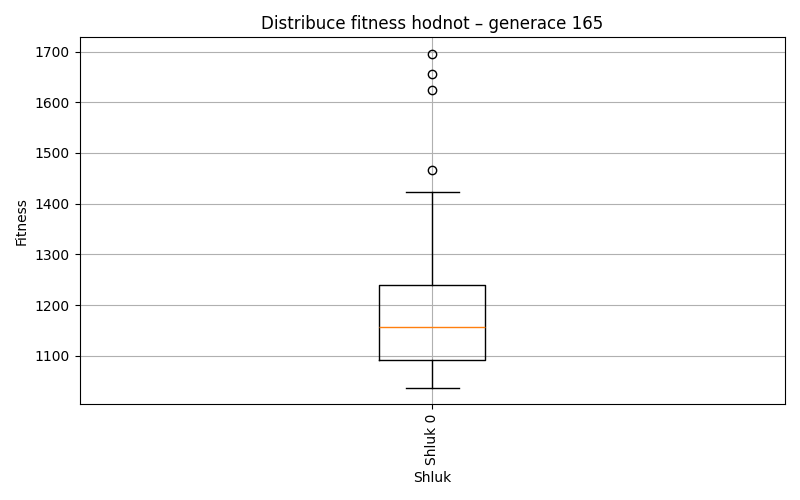 Distribuce fitness hodnot – generace 165
1700
1600
1500
1400
1300
1200
1100
Fitness
Shluk 0
Shluk